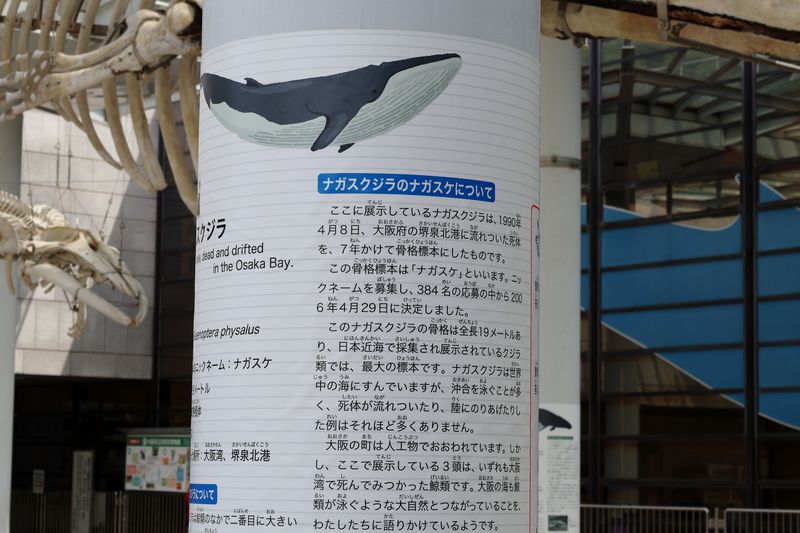 スクジラ
dead and drifted
in the Osaka Bay.
physalus
ニックネーム：ナガスケ
メートル
大阪湾、堺泉北港
について
のなかで二番目に大きい
ナガスクジラのナガスケについて
ここに展示しているナガスクジラは、1990年
4月8日、大阪府の堺泉北港に流れついた死体
を、7年かけて骨格標本にしたものです。
この骨格標本は「ナガスケ」といいます。ニッ
クネームを募集し、384名の応募の中から200
6年4月29日に決定しました。
このナガスクジラの骨格は全長19メートルあ
り、日本近海で採集され展示されているクジラ
類では、最大の標本です。ナガスクジラは世界
中の海にすんでいますが、沖合を泳ぐことが多
く、死体が流れついたり、陸にのりあげたりし
た例はそれほど多くありません。
大阪の町は人工物でおおわれています。しか
し、ここで展示している3頭は、いずれも大阪
湾で死んでみつかった鯨類です。大阪の海も鯨
類が泳ぐような大自然とつながっていることを、
わたしたちに語りかけているようです。